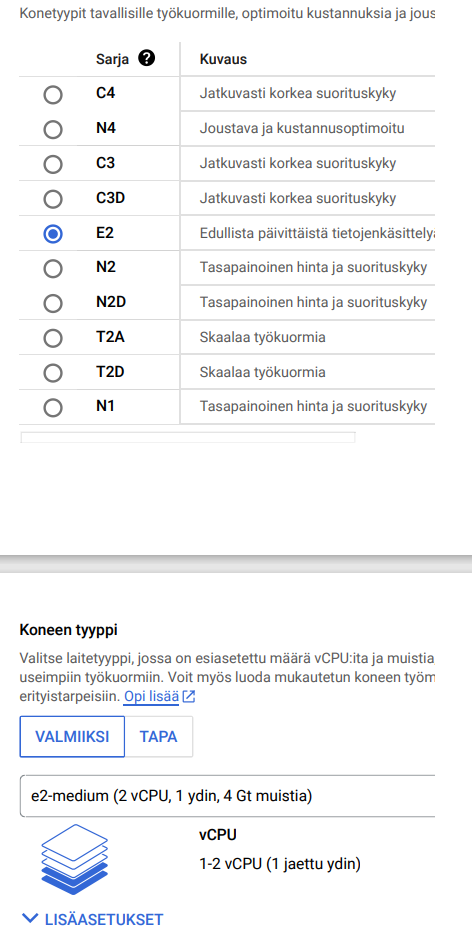 Konetyypit tavallisille työkuormille, optimoitu kustannuksia ja jous
Sarja ? Kuvaus
C4 Jatkuvasti korkea suorituskyky
N4 Joustava ja kustannusoptimoitu
C3 Jatkuvasti korkea suorituskyky
C3D Jatkuvasti korkea suorituskyky
E2 Edullista päivittäistä tietojenkäsittelyä
N2 Tasapainoinen hinta ja suorituskyky
N2D Tasapainoinen hinta ja suorituskyky
T2A Skaalaa työkuormia
T2D Skaalaa työkuormia
N1 Tasapainoinen hinta ja suorituskyky
Koneen tyyppi
Valitse laitetyyppi, jossa on esiasetettu määrä vCPU:ita ja muistia,
useimpiin työkuormiin. Voit myös luoda mukautetun koneen työm
erityistarpeisiin. Opi lisää
VALMIIKSI TAPA
e2-medium (2 vCPU, 1 ydin, 4 Gt muistia)
vCPU
1-2 vCPU (1 jaettu ydin)
LISÄASETUKSET